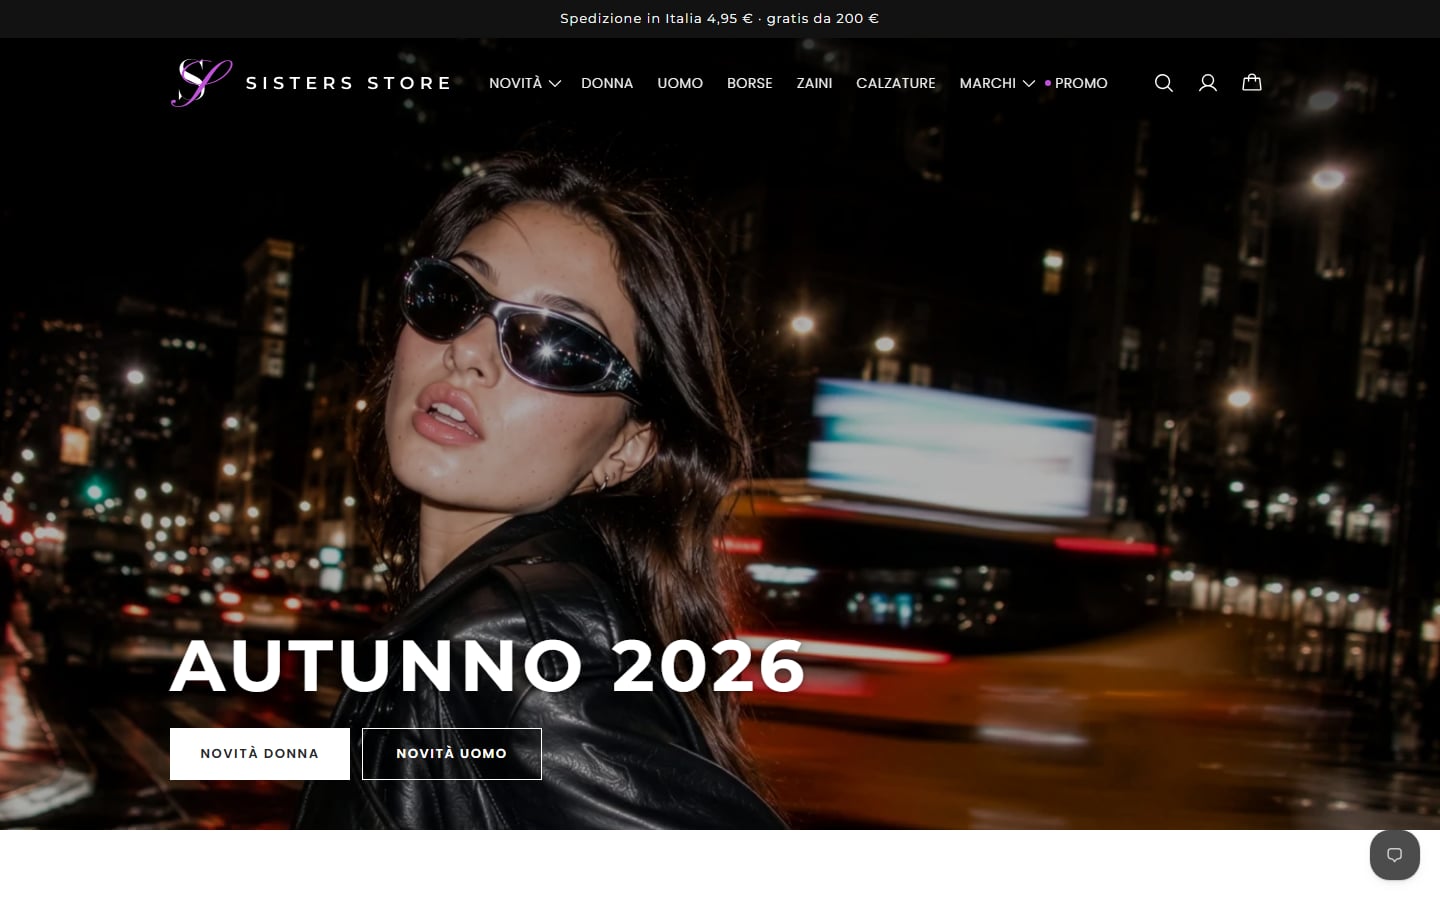 Spedizione in Italia 4,95 € · gratis da 200 €
SISTERS STORE
NOVITÀ DONNA UOMO BORSE ZAINI CALZATURE MARCHI PROMO
AUTUNNO 2026
NOVITÀ DONNA NOVITÀ UOMO